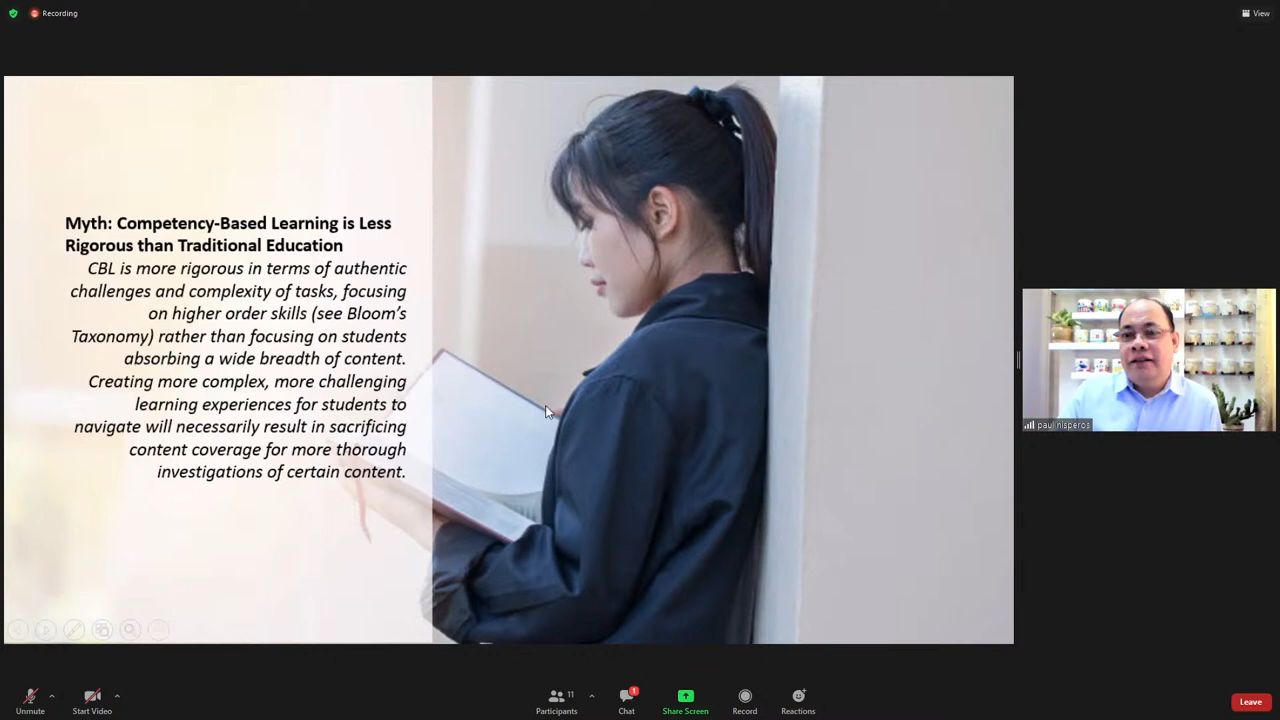 Recording
View
Myth: Competency-Based Learning is Less
Rigorous than Traditional Education
CBL is more rigorous in terms of authentic
challenges and complexity of tasks, focusing
on higher order skills (see Bloom’s
Taxonomy) rather than focusing on students
absorbing a wide breadth of content.
Creating more complex, more challenging
learning experiences for students to
navigate will necessarily result in sacrificing
content coverage for more thorough
investigations of certain content.
paul nisperos
Unmute
Start Video
Participants
11
Chat
1
Share Screen
Record
Reactions
Leave